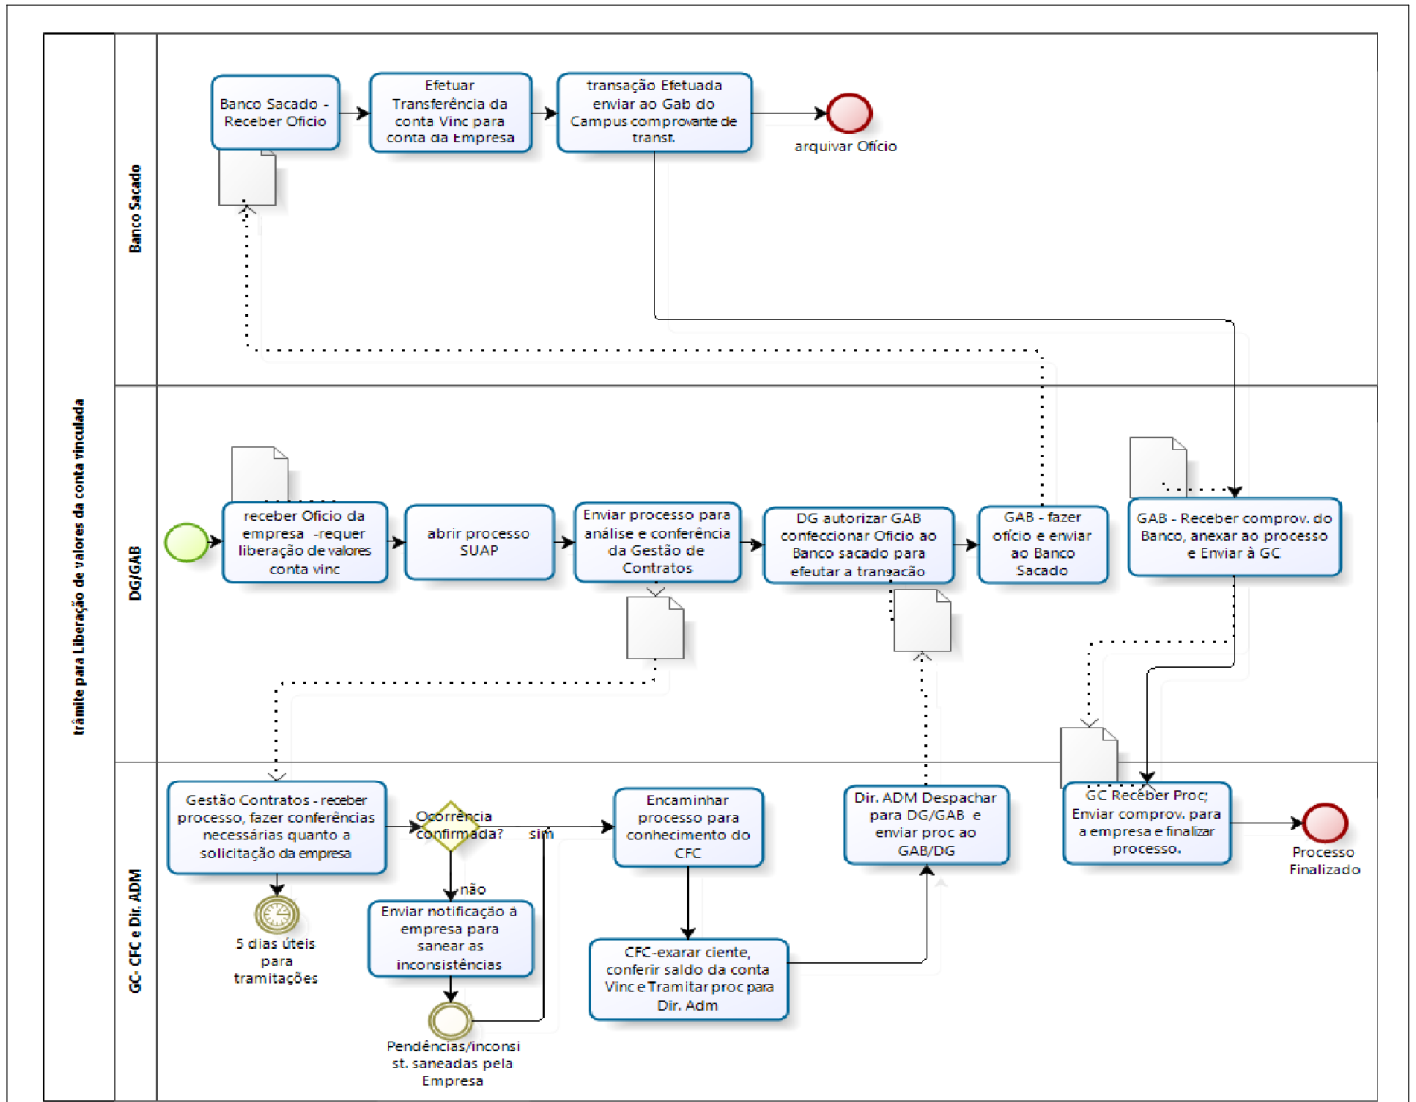 trâmite para Liberação de valores da conta vinculada
Banco Sacado
Banco Sacado -
Receber Oficio
Efetuar
Transferência da
conta Vinc para
conta da Empresa
transação Efetuada
enviar ao Gab do
Campus comprovante de
transf.
arquivar Ofício
DG/GAB
receber Oficio da
empresa -requer
liberação de valores
conta vinc
abrir processo
SUAP
Enviar processo para
análise e conferência
da Gestão de
Contratos
DG autorizar GAB
confeccionar Oficio ao
Banco sacado para
efeutar a transação
GAB - fazer
ofício e enviar
ao Banco
Sacado
GAB - Receber comprov. do
Banco, anexar ao processo
e Enviar à GC
GC- CFC e Dir. ADM
Gestão Contratos - receber
processo, fazer conferências
necessárias quanto a
solicitação da empresa
5 dias úteis
para
tramitações
Ocorrência
confirmada?
sim
não
Enviar notificação à
empresa para
sanear as
inconsistências
Pendências/inconsi
st. saneadas pela
Empresa
Encaminhar
processo para
conhecimento do
CFC
CFC-exarar ciente,
conferir saldo da conta
Vinc e Tramitar proc para
Dir. Adm
Dir. ADM Despachar
para DG/GAB e
enviar proc ao
GAB/DG
GC Receber Proc;
Enviar comprov. para
a empresa e finalizar
processo.
Processo
Finalizado